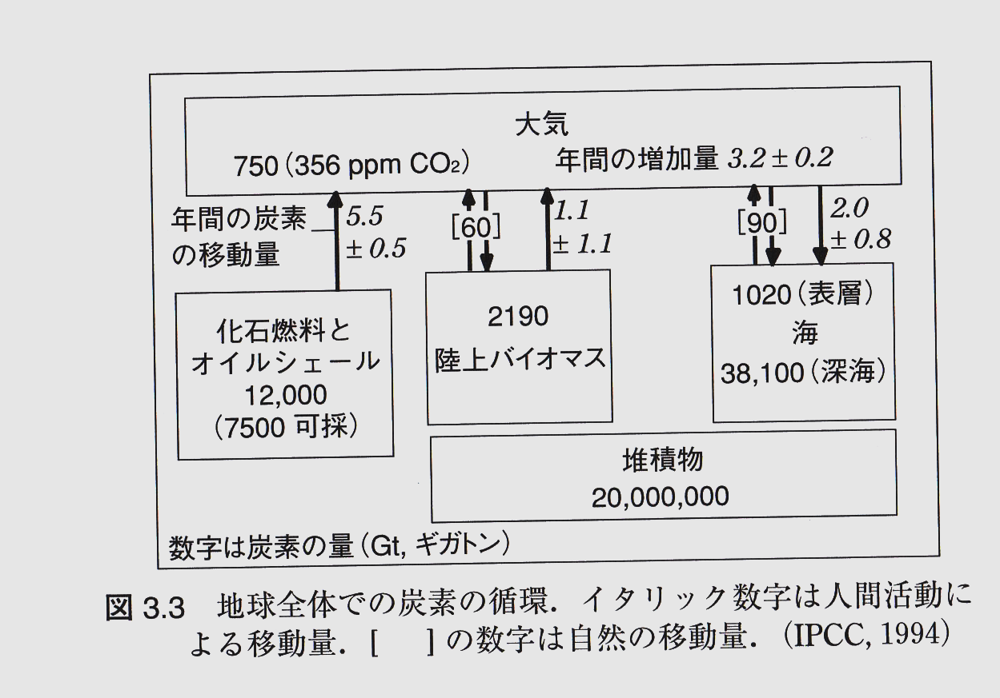 大気
750(356 ppm CO₂) 年間の増加量 3.2±0.2
年間の炭素
の移動量
5.5
±0.5
[60]
1.1
±1.1
[90]
2.0
±0.8
化石燃料と
オイルシェール
12,000
(7500 可採)
2190
陸上バイオマス
1020(表層)
海
38,100(深海)
堆積物
20,000,000
数字は炭素の量(Gt, ギガトン)
図 3.3 地球全体での炭素の循環.イタリック数字は人間活動に
よる移動量.[ ]の数字は自然の移動量.(IPCC, 1994)